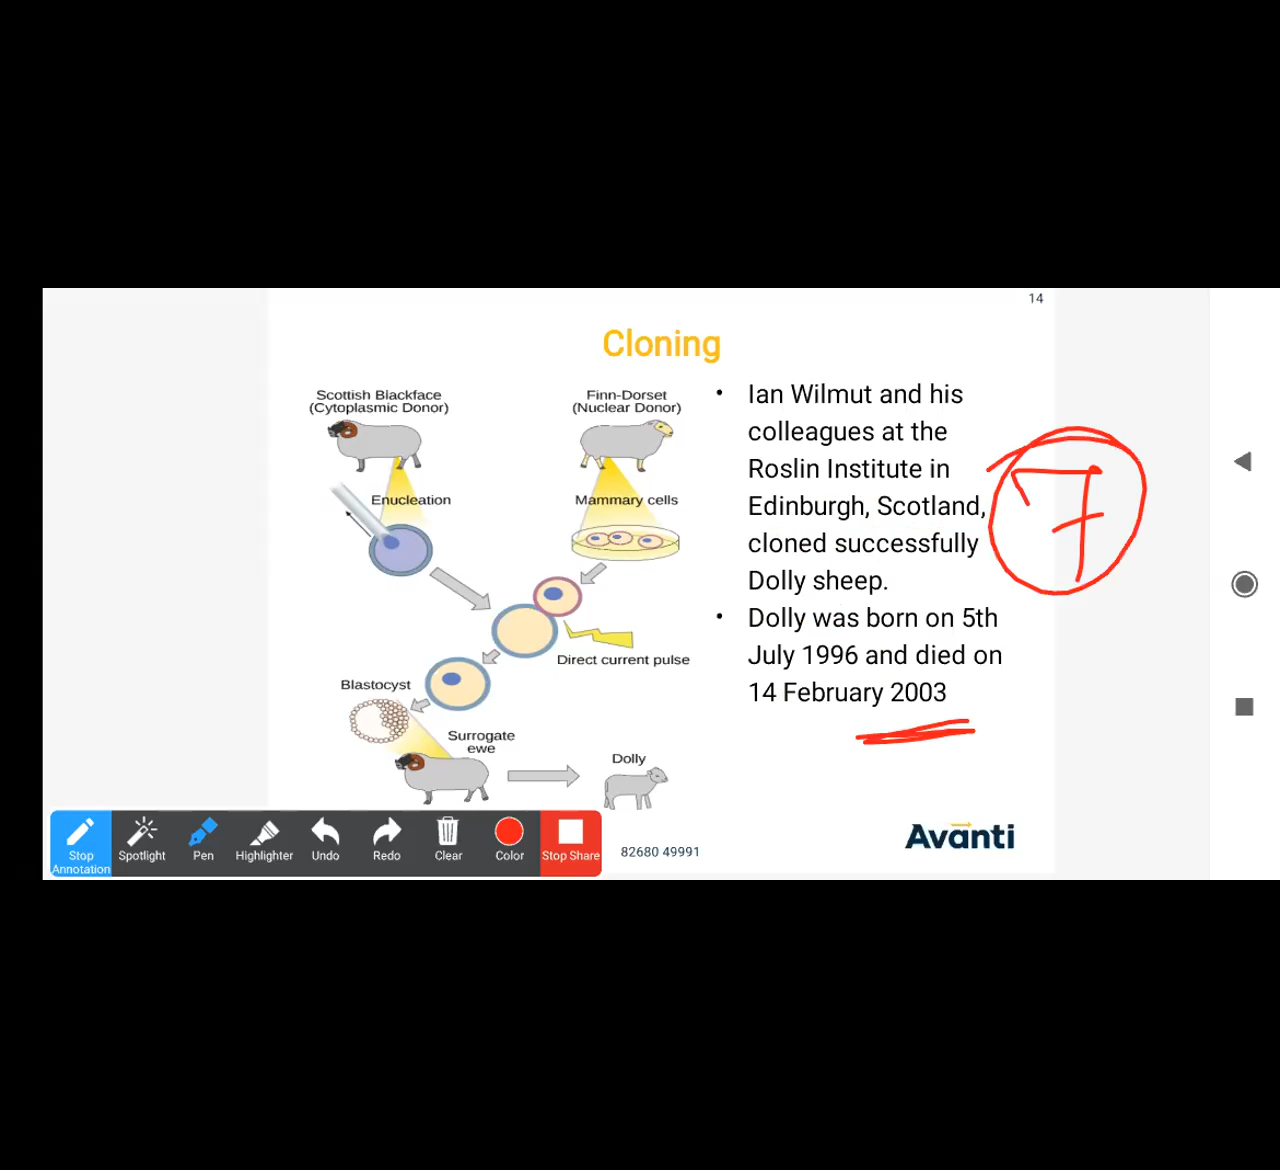 14
Cloning
Scottish Blackface
(Cytoplasmic Donor)
Finn-Dorset
(Nuclear Donor)
Enucleation
Mammary cells
Direct current pulse
Blastocyst
Surrogate
ewe
Dolly
• Ian Wilmut and his
colleagues at the
Roslin Institute in
Edinburgh, Scotland,
cloned successfully
Dolly sheep.
• Dolly was born on 5th
July 1996 and died on
14 February 2003
7
Stop
Annotation
Spotlight
Pen
Highlighter
Undo
Redo
Clear
Color
Stop Share
82680 49991
Avanti